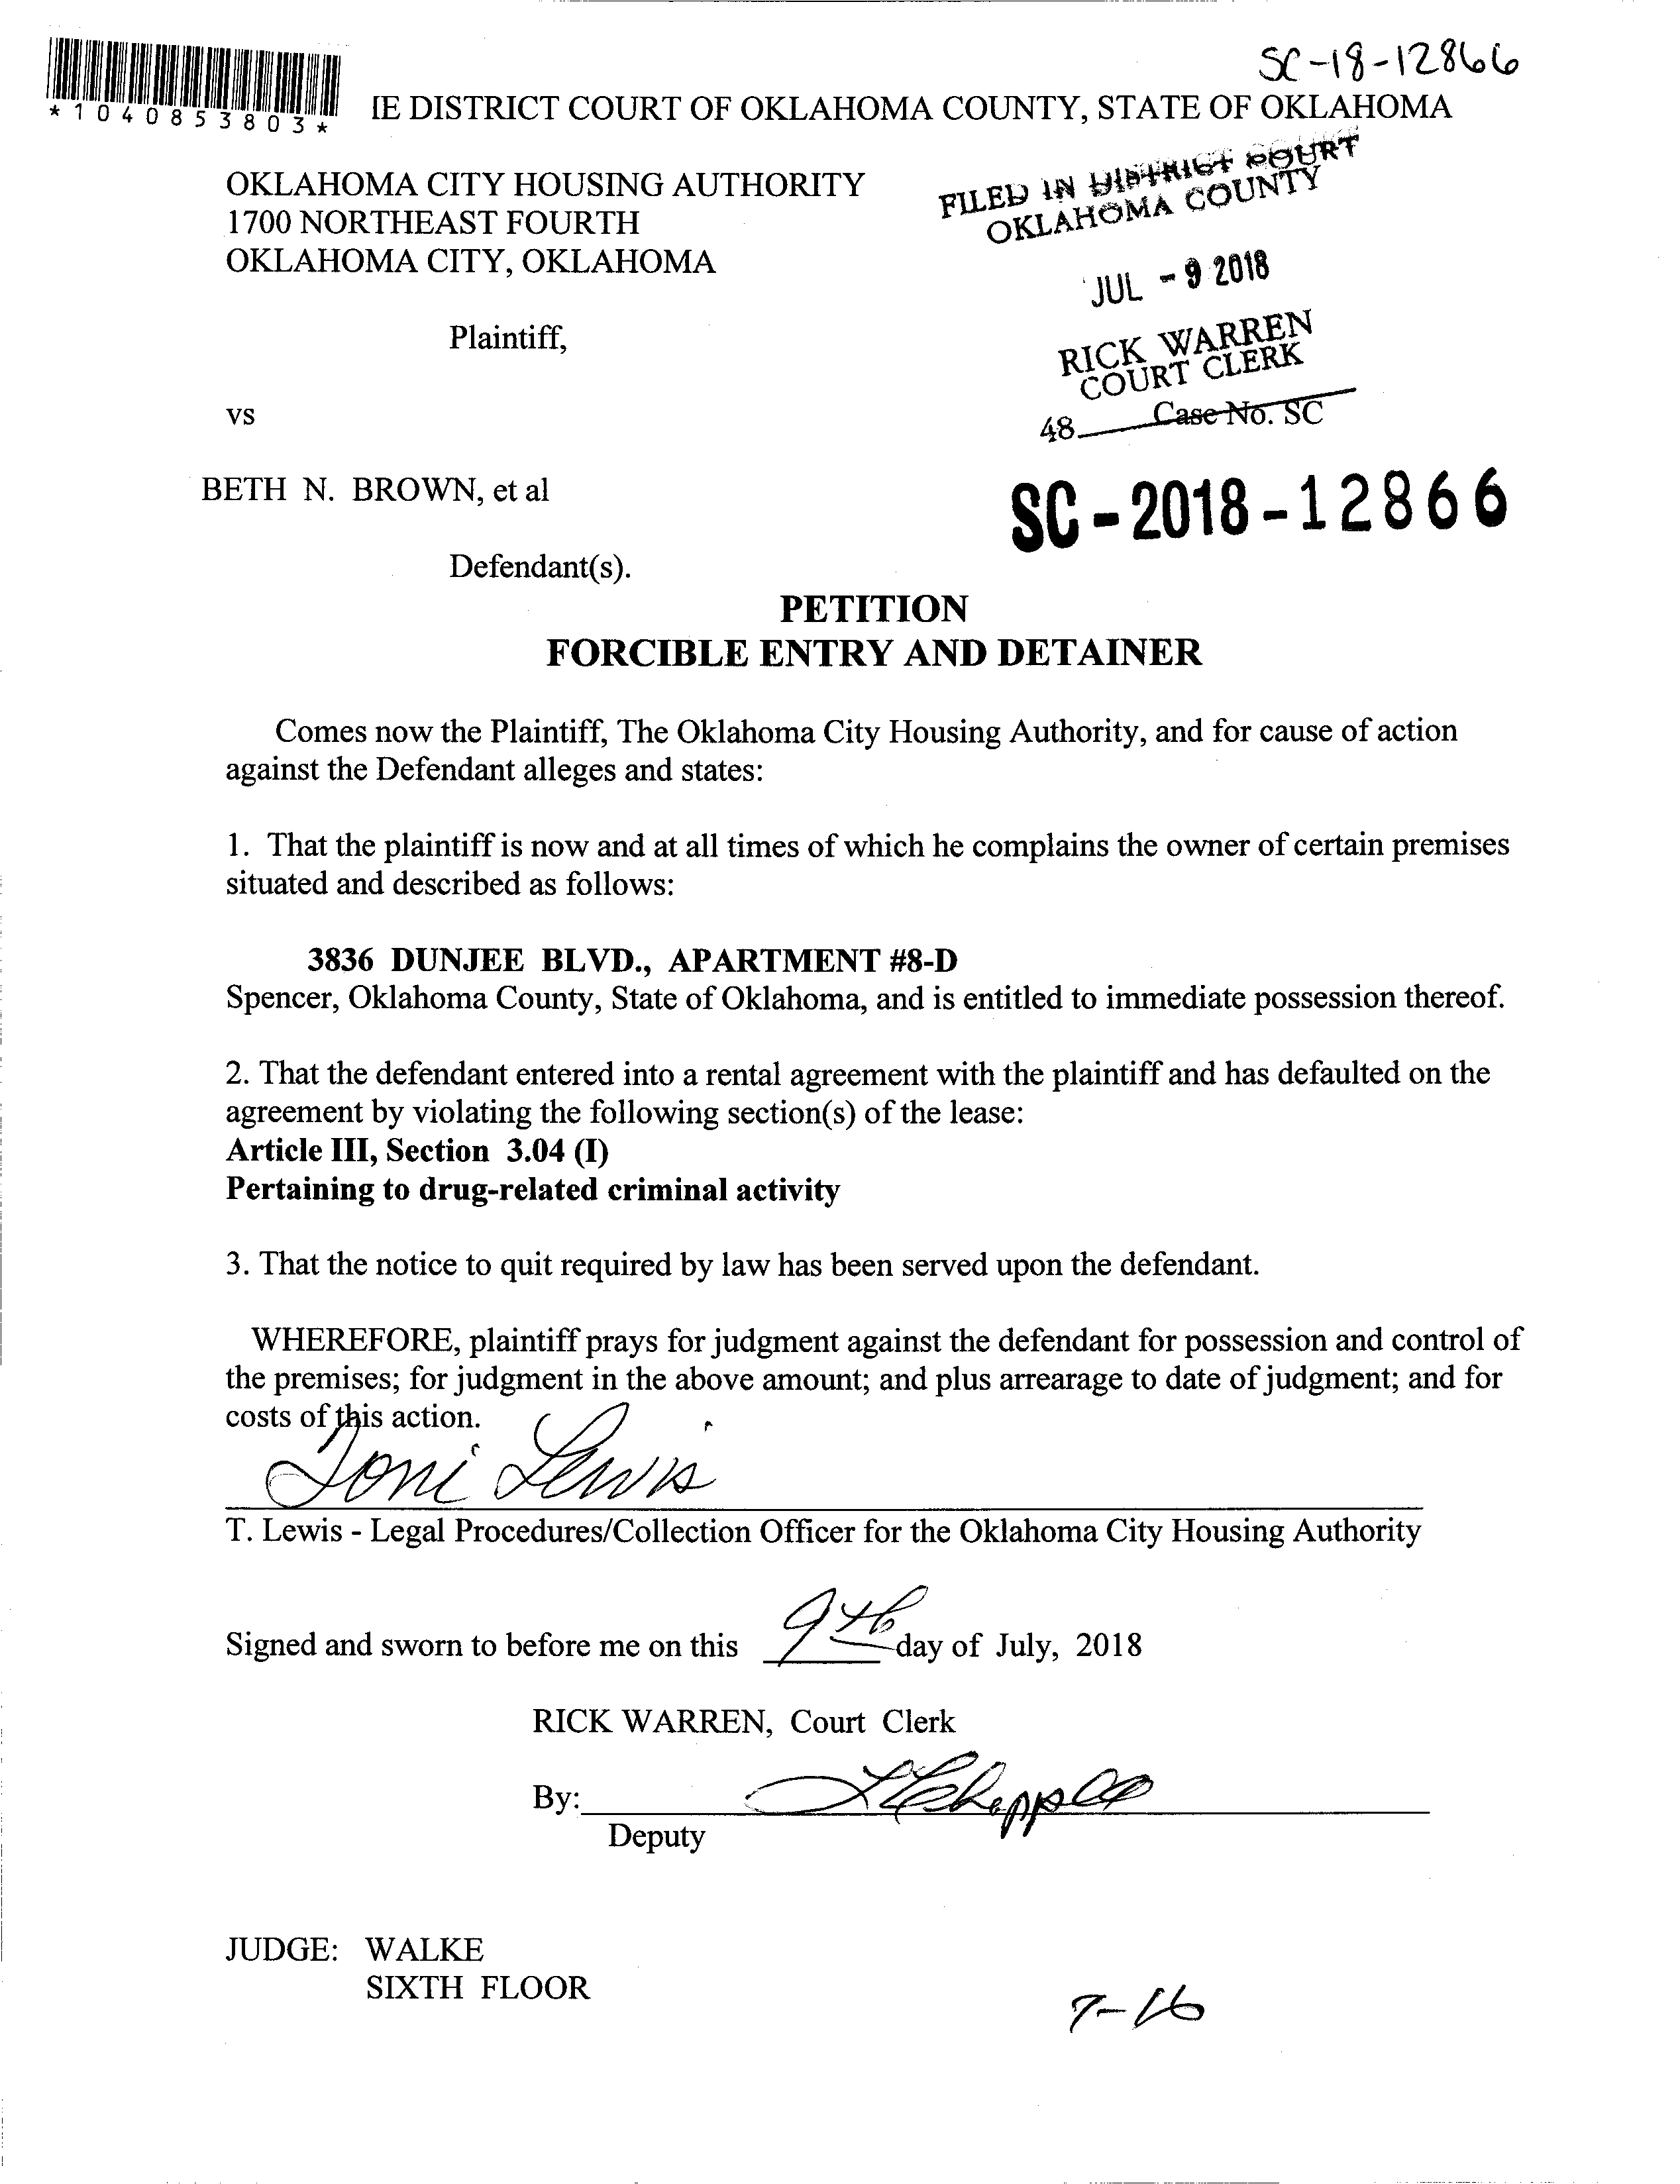 SC-18-12866
*1040853803*
IE DISTRICT COURT OF OKLAHOMA COUNTY, STATE OF OKLAHOMA
OKLAHOMA CITY HOUSING AUTHORITY
1700 NORTHEAST FOURTH
OKLAHOMA CITY, OKLAHOMA
FILED IN DISTRICT COURT
OKLAHOMA COUNTY
JUL - 9 2018
Plaintiff,
RICK WARREN
COURT CLERK
vs
48 Case No. SC
BETH N. BROWN, et al
SC-2018-12866
Defendant(s).
PETITION
FORCIBLE ENTRY AND DETAINER
Comes now the Plaintiff, The Oklahoma City Housing Authority, and for cause of action
against the Defendant alleges and states:
1. That the plaintiff is now and at all times of which he complains the owner of certain premises
situated and described as follows:
3836 DUNJEE BLVD., APARTMENT #8-D
Spencer, Oklahoma County, State of Oklahoma, and is entitled to immediate possession thereof.
2. That the defendant entered into a rental agreement with the plaintiff and has defaulted on the
agreement by violating the following section(s) of the lease:
Article III, Section 3.04 (I)
Pertaining to drug-related criminal activity
3. That the notice to quit required by law has been served upon the defendant.
WHEREFORE, plaintiff prays for judgment against the defendant for possession and control of
the premises; for judgment in the above amount; and plus arrearage to date of judgment; and for
costs of this action.
Toni Lewis
T. Lewis - Legal Procedures/Collection Officer for the Oklahoma City Housing Authority
Signed and sworn to before me on this 9th day of July, 2018
RICK WARREN, Court Clerk
By:
Deputy
JUDGE: WALKE
SIXTH FLOOR
7-16